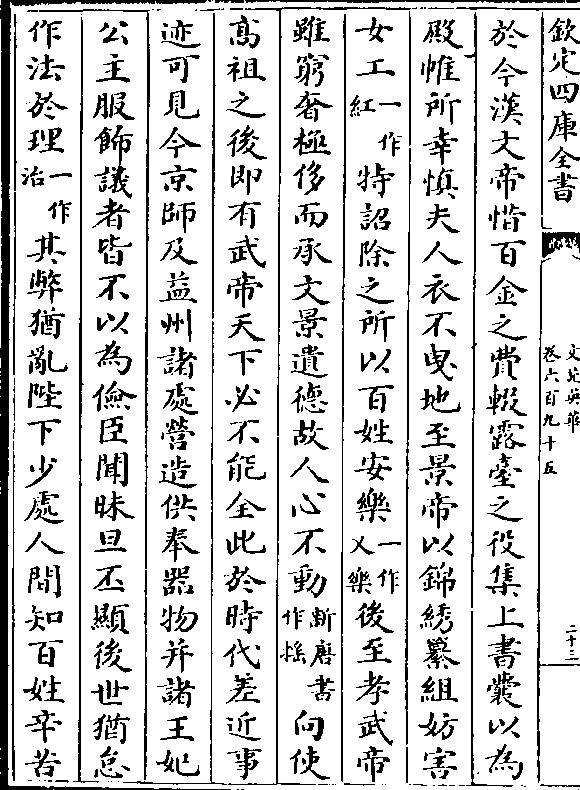 欽定四庫全書
文苑英華
卷六百九十五
二十二
於今漢文帝惜百金之費輟露臺之役集上書囊以為
殿帷所幸慎夫人衣不曳地至景帝以錦綉纂組妨害
女工一作紅特詔除之所以百姓安樂一作乂樂後至孝武帝
雖窮奢極侈而承文景遺德故人心不動新唐書作揺向使
髙祖之後即有武帝天下必不能全此於時代差近事
迹可見今京師及益州諸處營造供奉器物并諸王妃
公主服飾議者皆不以為儉臣聞昧旦丕顯後世猶怠
作法於理一作治其弊猶亂陛下少處人間知百姓辛苦